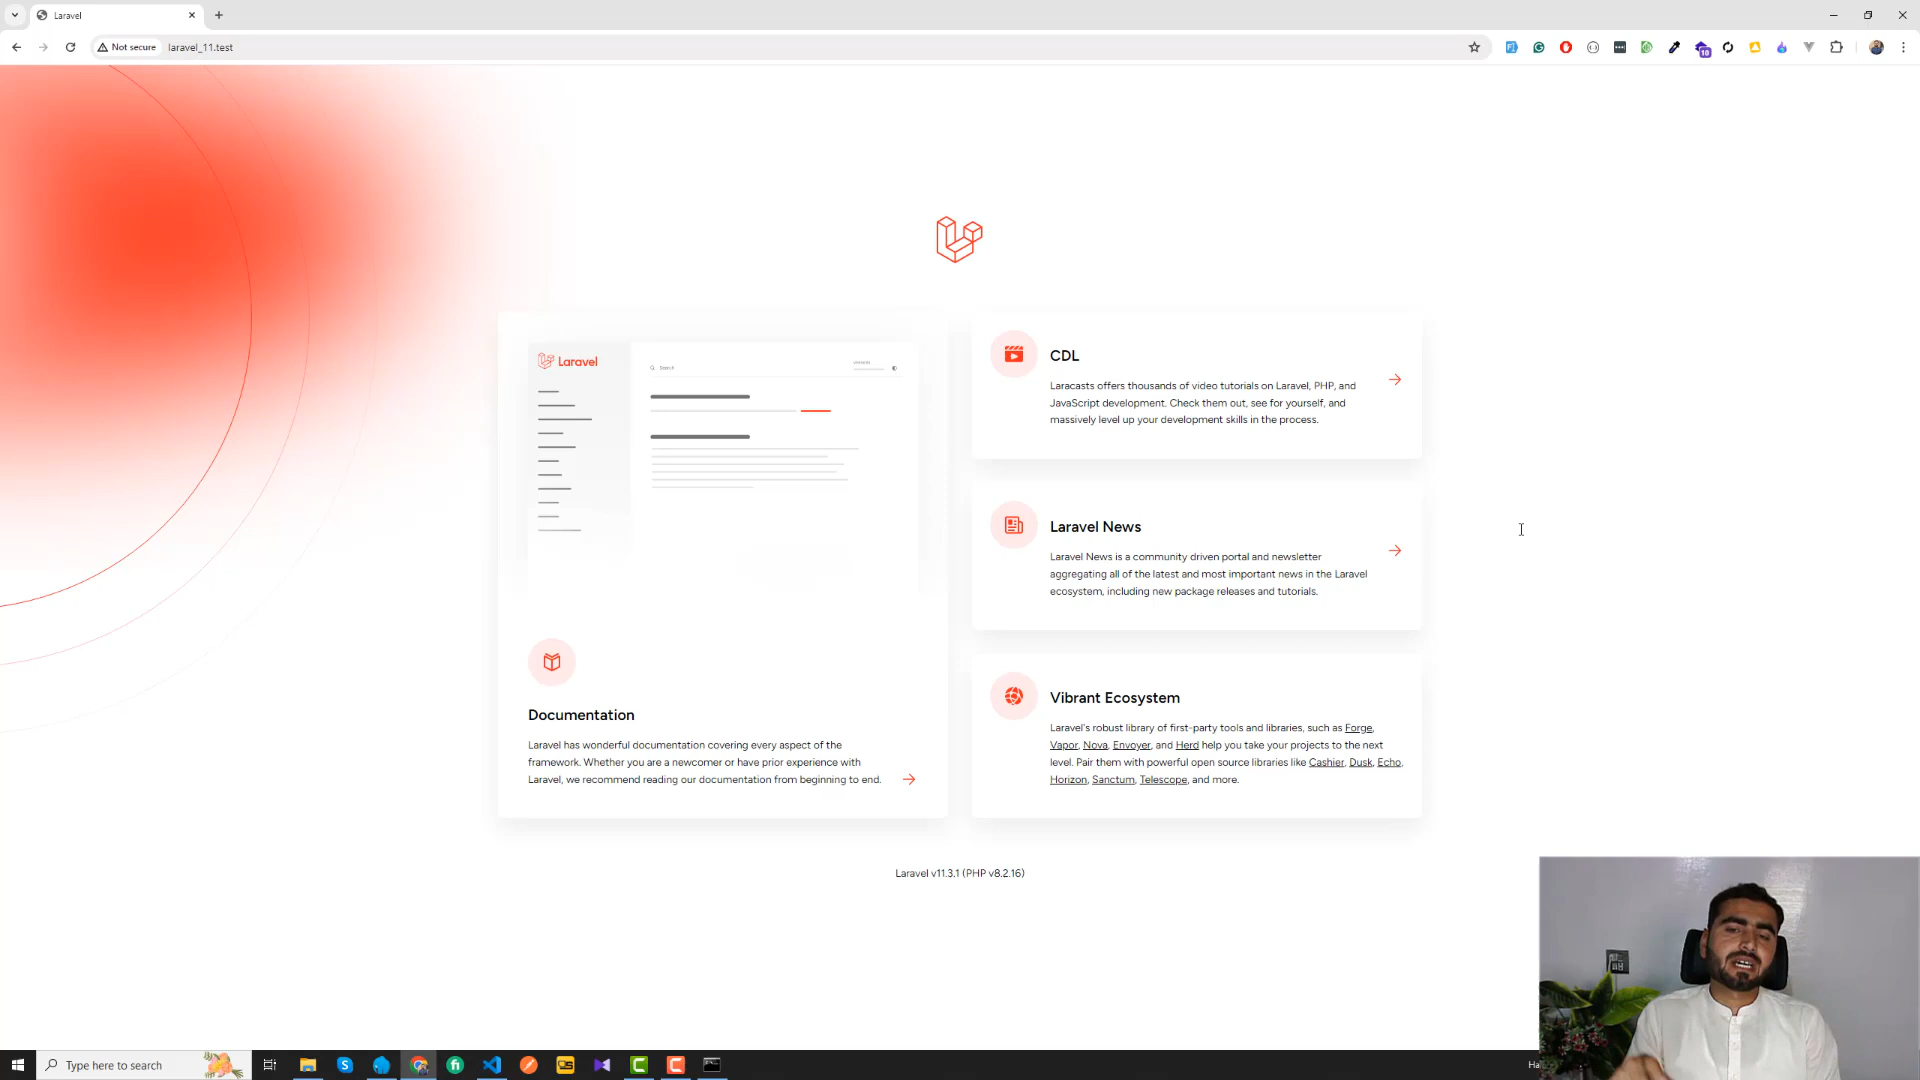 Laravel
Not secure
laravel_11.test
10
Laravel
Search
CDL
Laracasts offers thousands of video tutorials on Laravel, PHP, and
JavaScript development. Check them out, see for yourself, and
massively level up your development skills in the process.
Laravel News
Laravel News is a community driven portal and newsletter
aggregating all of the latest and most important news in the Laravel
ecosystem, including new package releases and tutorials.
Documentation
Laravel has wonderful documentation covering every aspect of the
framework. Whether you are a newcomer or have prior experience with
Laravel, we recommend reading our documentation from beginning to end.
Vibrant Ecosystem
Laravel's robust library of first-party tools and libraries, such as Forge,
Vapor, Nova, Envoyer, and Herd help you take your projects to the next
level. Pair them with powerful open source libraries like Cashier, Dusk, Echo,
Horizon, Sanctum, Telescope, and more.
Laravel v11.3.1 (PHP v8.2.16)
Type here to search